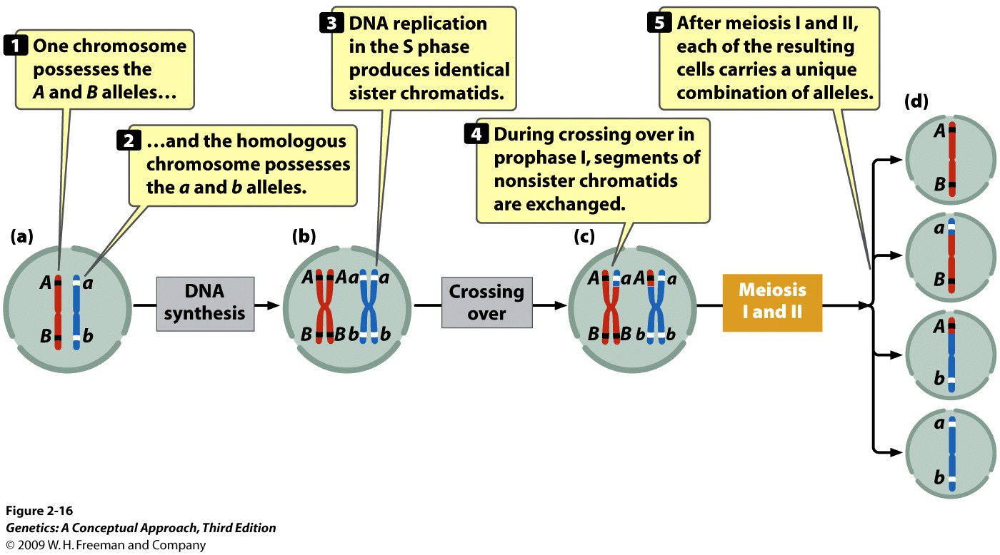 1 One chromosome
possesses the
A and B alleles…
2 …and the homologous
chromosome possesses
the a and b alleles.
3 DNA replication
in the S phase
produces identical
sister chromatids.
4 During crossing over in
prophase I, segments of
nonsister chromatids
are exchanged.
5 After meiosis I and II,
each of the resulting
cells carries a unique
combination of alleles.
(a)
A a
B b
DNA
synthesis
(b)
A A a a
B B b b
Crossing
over
(c)
A a A a
B B b b
Meiosis
I and II
(d)
A
B
a
B
A
b
a
b
Figure 2-16
Genetics: A Conceptual Approach, Third Edition
© 2009 W. H. Freeman and Company